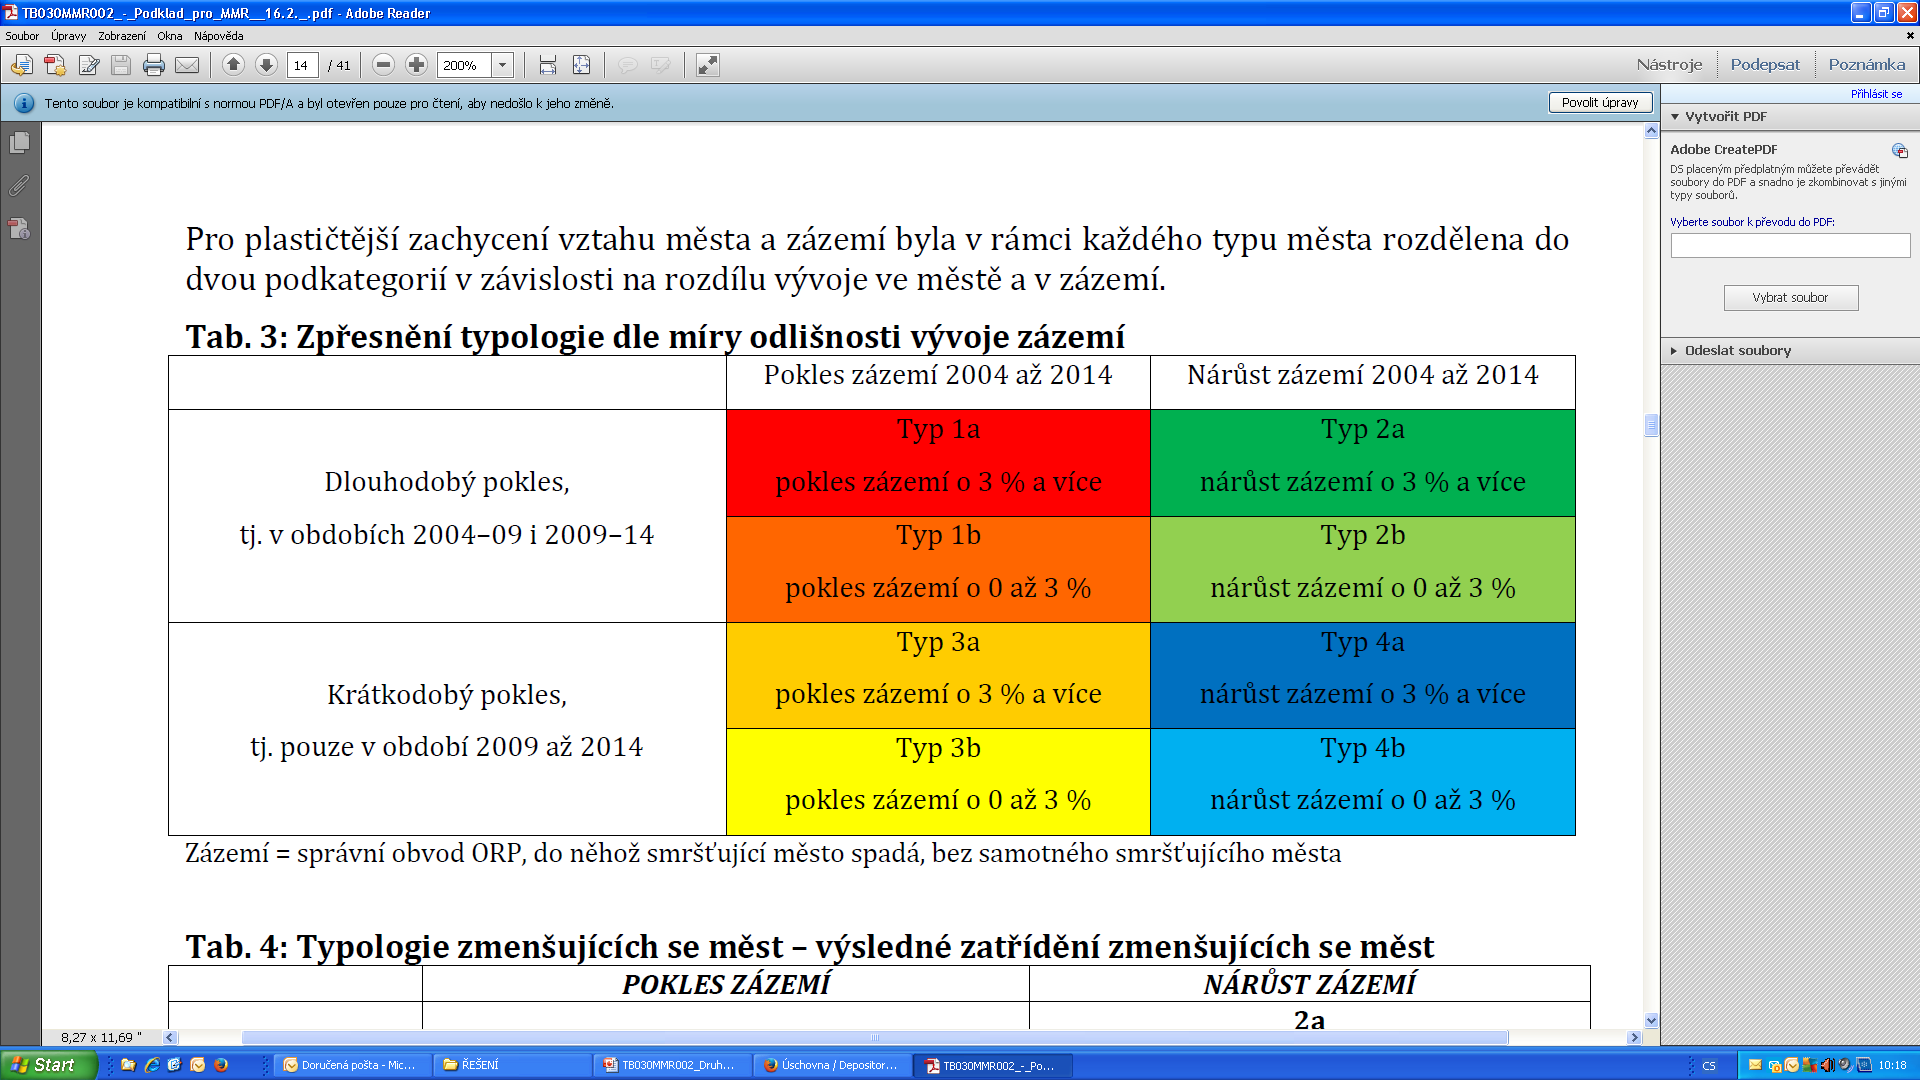 TB030MMR002_-_Podklad_pro_MMR__16.2._.pdf - Adobe Reader
Soubor Úpravy Zobrazení Okna Nápověda
14 / 41 200%
Nástroje Podepsat Poznámka
Tento soubor je kompatibilní s normou PDF/A a byl otevřen pouze pro čtení, aby nedošlo k jeho změně.
Povolit úpravy
Přihlásit se
Vytvořit PDF
Adobe CreatePDF
DS placeným předplatným můžete převádět
soubory do PDF a snadno je zkombinovat s jinými
typy souborů.
Vyberte soubor k převodu do PDF:
Vybrat soubor
Odeslat soubory
Pro plastičtější zachycení vztahu města a zázemí byla v rámci každého typu města rozdělena do
dvou podkategorií v závislosti na rozdílu vývoje ve městě a v zázemí.
Tab. 3: Zpřesnění typologie dle míry odlišnosti vývoje zázemí
Pokles zázemí 2004 až 2014
Nárůst zázemí 2004 až 2014
Dlouhodobý pokles,
tj. v obdobích 2004–09 i 2009–14
Typ 1a
pokles zázemí o 3 % a více
Typ 2a
nárůst zázemí o 3 % a více
Typ 1b
pokles zázemí o 0 až 3 %
Typ 2b
nárůst zázemí o 0 až 3 %
Krátkodobý pokles,
tj. pouze v období 2009 až 2014
Typ 3a
pokles zázemí o 3 % a více
Typ 4a
nárůst zázemí o 3 % a více
Typ 3b
pokles zázemí o 0 až 3 %
Typ 4b
nárůst zázemí o 0 až 3 %
Zázemí = správní obvod ORP, do něhož smršťující město spadá, bez samotného smršťujícího města
Tab. 4: Typologie zmenšujících se měst – výsledné zatřídění zmenšujících se měst
POKLES ZÁZEMÍ
NÁRŮST ZÁZEMÍ
2a
8,27 x 11,69 "
Start
Doručená pošta - Mic...
ŘEŠENÍ
TB030MMR002_Druh...
Úschovna / Depositor...
TB030MMR002_-_Po...
CS
10:18